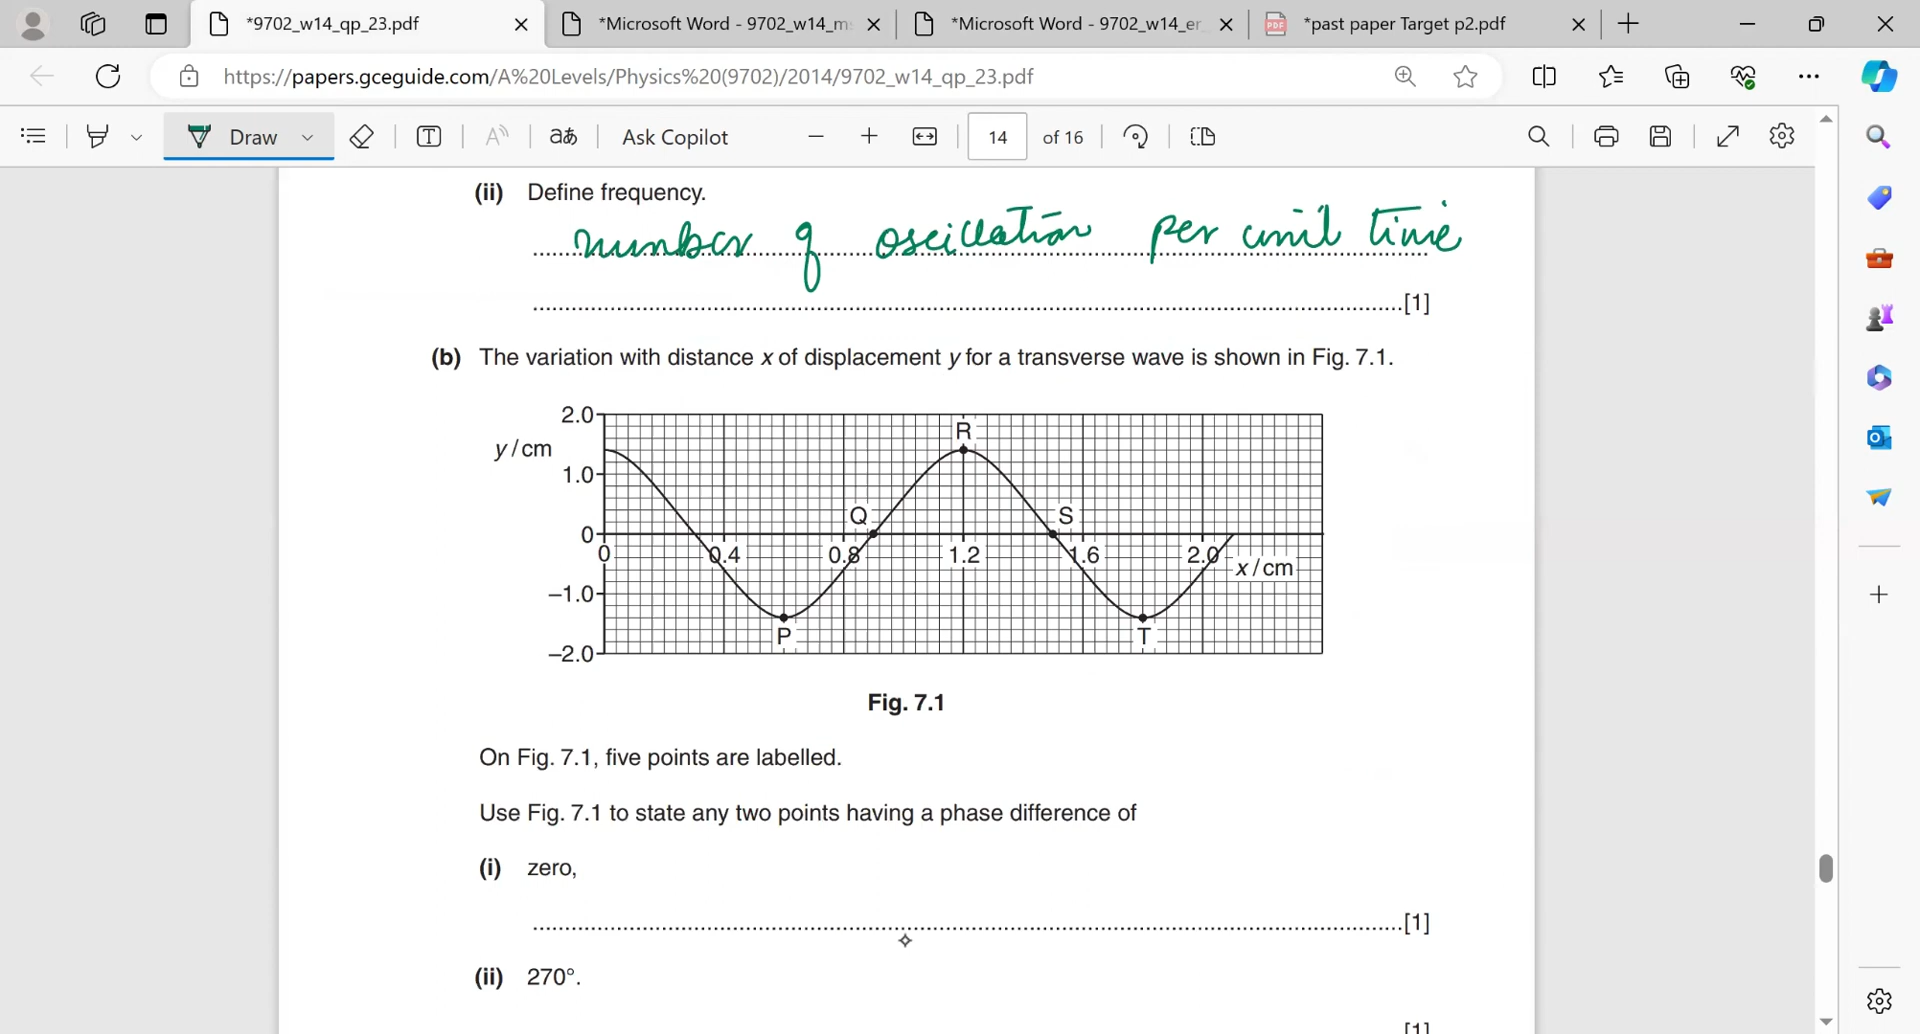 *9702_w14_qp_23.pdf
*Microsoft Word - 9702_w14_m
*Microsoft Word - 9702_w14_er_
*past paper Target p2.pdf
https://papers.gceguide.com/A%20Levels/Physics%20(9702)/2014/9702_w14_qp_23.pdf
Draw
aあ
Ask Copilot
14
of 16
(ii) Define frequency.
number of oscillation per unit time
[1]
(b) The variation with distance x of displacement y for a transverse wave is shown in Fig. 7.1.
2.0
R
y/cm
1.0
Q
S
0
0
0.4
0.8
1.2
1.6
2.0
x/cm
–1.0
P
T
–2.0
Fig. 7.1
On Fig. 7.1, five points are labelled.
Use Fig. 7.1 to state any two points having a phase difference of
(i) zero,
[1]
(ii) 270°.
[1]